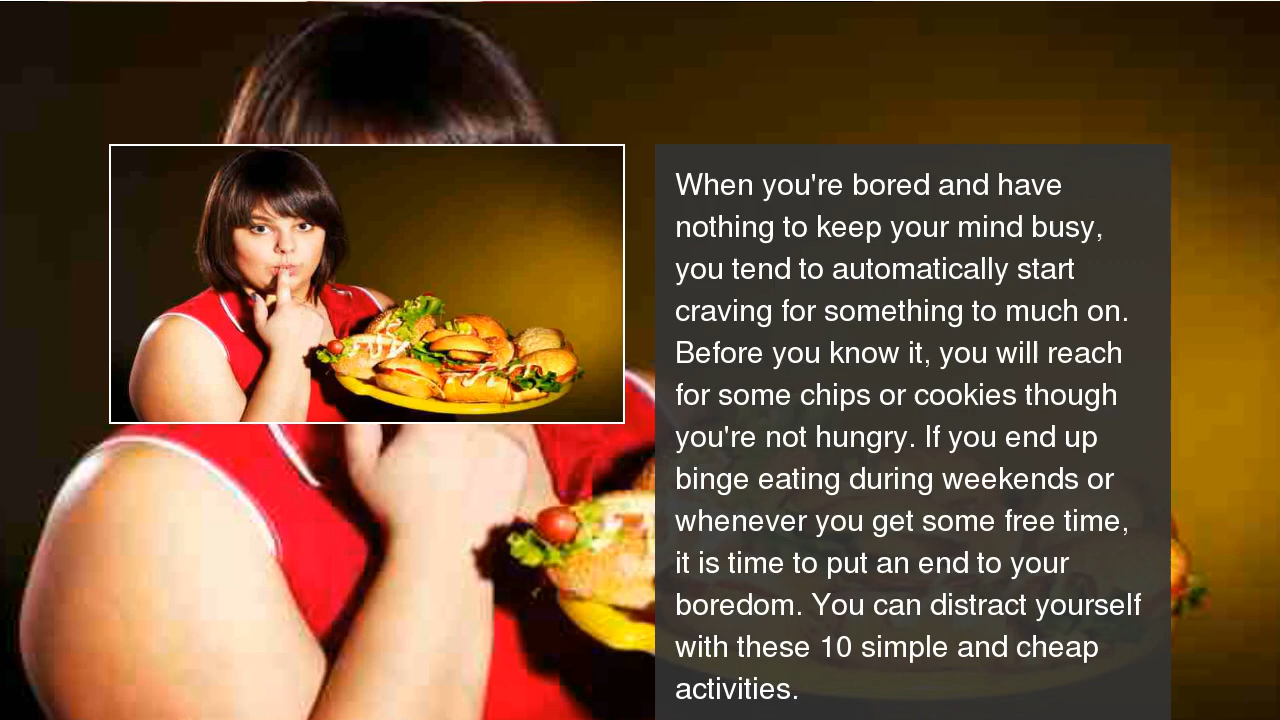 When you're bored and have
nothing to keep your mind busy,
you tend to automatically start
craving for something to much on.
Before you know it, you will reach
for some chips or cookies though
you're not hungry. If you end up
binge eating during weekends or
whenever you get some free time,
it is time to put an end to your
boredom. You can distract yourself
with these 10 simple and cheap
activities.